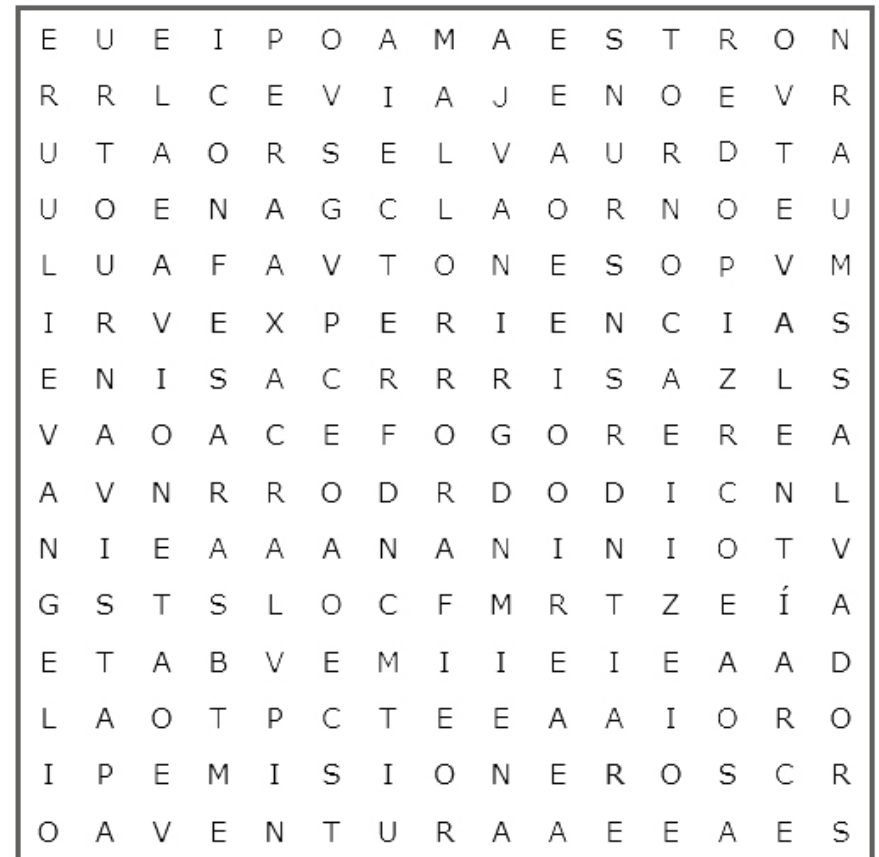 E U E I P O A M A E S T R O N
R R L C E V I A J E N O E V R
U T A O R S E L V A U R D T A
U O E N A G C L A O R N O E U
L U A F A V T O N E S O P V M
I R V E X P E R I E N C I A S
E N I S A C R R R I S A Z L S
V A O A C E F O G O R E R E A
A V N R R O D R D O D I C N L
N I E A A A N A N I N I O T V
G S T S L O C F M R T Z E Í A
E T A B V E M I I E I E A A D
L A O T P C T E E A A I O R O
I P E M I S I O N E R O S C R
O A V E N T U R A A E E A E S